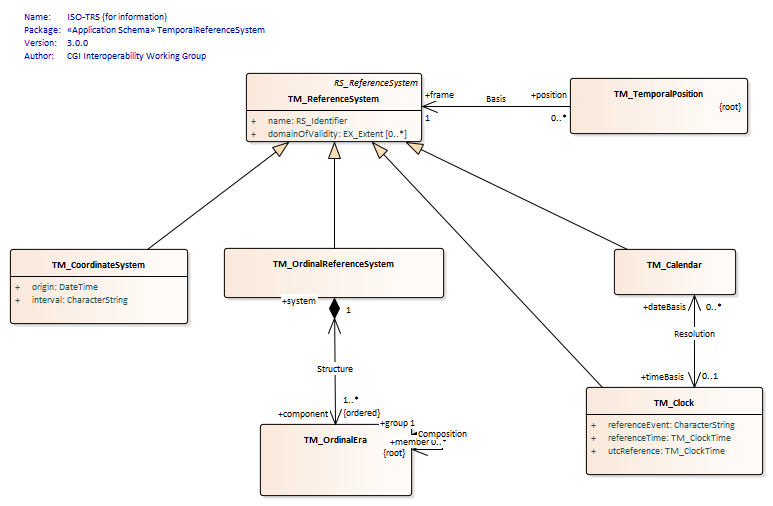 Name: ISO-TRS (for information)
Package: «Application Schema» TemporalReferenceSystem
Version: 3.0.0
Author: CGI Interoperability Working Group
RS_ReferenceSystem
TM_ReferenceSystem
+ name: RS_Identifier
+ domainOfValidity: EX_Extent [0..*]
+frame
1
Basis
+position
0..*
TM_TemporalPosition
{root}
TM_CoordinateSystem
+ origin: DateTime
+ interval: CharacterString
TM_OrdinalReferenceSystem
+system
1
Structure
1..*
+component
{ordered}
TM_Calendar
+dateBasis
0..*
Resolution
+timeBasis
0..1
TM_Clock
+ referenceEvent: CharacterString
+ referenceTime: TM_ClockTime
+ utcReference: TM_ClockTime
TM_OrdinalEra
{root}
+group 1
Composition
+member 0..*